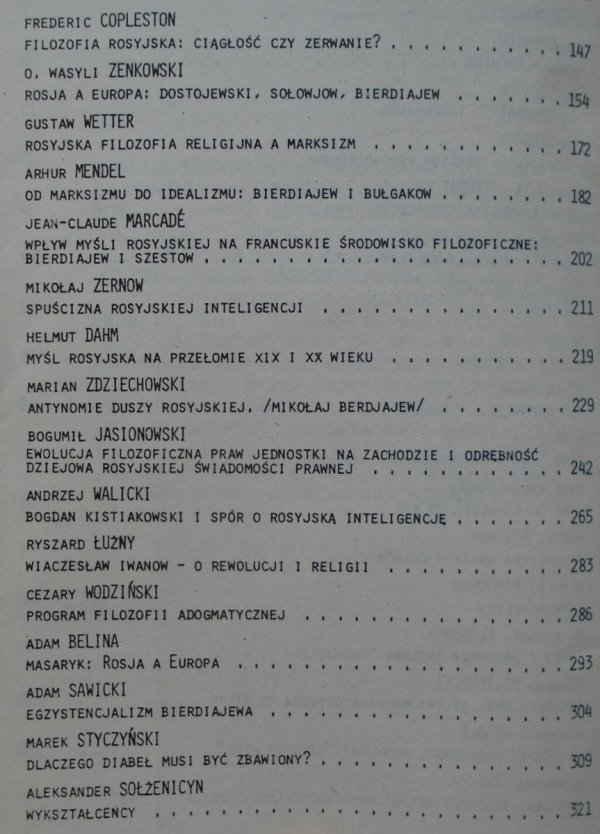 FREDERIC COPLESTON
FILOZOFIA ROSYJSKA: CIĄGŁOŚĆ CZY ZERWANIE? . . . . . . . . . . . 147
O. WASYLI ZENKOWSKI
ROSJA A EUROPA: DOSTOJEWSKI, SOŁOWJOW, BIERDIAJEW . . . . . . . 154
GUSTAW WETTER
ROSYJSKA FILOZOFIA RELIGIJNA A MARKSIZM . . . . . . . . . . . . 172
ARHUR MENDEL
OD MARKSIZMU DO IDEALIZMU: BIERDIAJEW I BUŁGAKOW . . . . . . . . 182
JEAN-CLAUDE MARCADÉ
WPŁYW MYŚLI ROSYJSKIEJ NA FRANCUSKIE ŚRODOWISKO FILOZOFICZNE:
BIERDIAJEW I SZESTOW . . . . . . . . . . . . . . . . . . . . . . 202
MIKOŁAJ ZERNOW
SPUŚCIZNA ROSYJSKIEJ INTELIGENCJI . . . . . . . . . . . . . . . 211
HELMUT DAHM
MYŚL ROSYJSKA NA PRZEŁOMIE XIX I XX WIEKU . . . . . . . . . . . 219
MARIAN ZDZIECHOWSKI
ANTYNOMIE DUSZY ROSYJSKIEJ. /MIKOŁAJ BERDJAJEW/ . . . . . . . . 229
BOGUMIŁ JASIONOWSKI
EWOLUCJA FILOZOFICZNA PRAW JEDNOSTKI NA ZACHODZIE I ODRĘBNOŚĆ
DZIEJOWA ROSYJSKIEJ ŚWIADOMOŚCI PRAWNEJ . . . . . . . . . . . . 242
ANDRZEJ WALICKI
BOGDAN KISTIAKOWSKI I SPÓR O ROSYJSKĄ INTELIGENCJĘ . . . . . . . 265
RYSZARD ŁUŻNY
WIACZESŁAW IWANOW - O REWOLUCJI I RELIGII . . . . . . . . . . . 283
CEZARY WODZIŃSKI
PROGRAM FILOZOFII ADOGMATYCZNEJ . . . . . . . . . . . . . . . . 286
ADAM BELINA
MASARYK: ROSJA A EUROPA . . . . . . . . . . . . . . . . . . . . 293
ADAM SAWICKI
EGZYSTENCJALIZM BIERDIAJEWA . . . . . . . . . . . . . . . . . . 304
MAREK STYCZYŃSKI
DLACZEGO DIABEŁ MUSI BYĆ ZBAWIONY? . . . . . . . . . . . . . . . 309
ALEKSANDER SOŁŻENICYN
WYKSZTAŁCEŃCY . . . . . . . . . . . . . . . . . . . . . . . . . 321